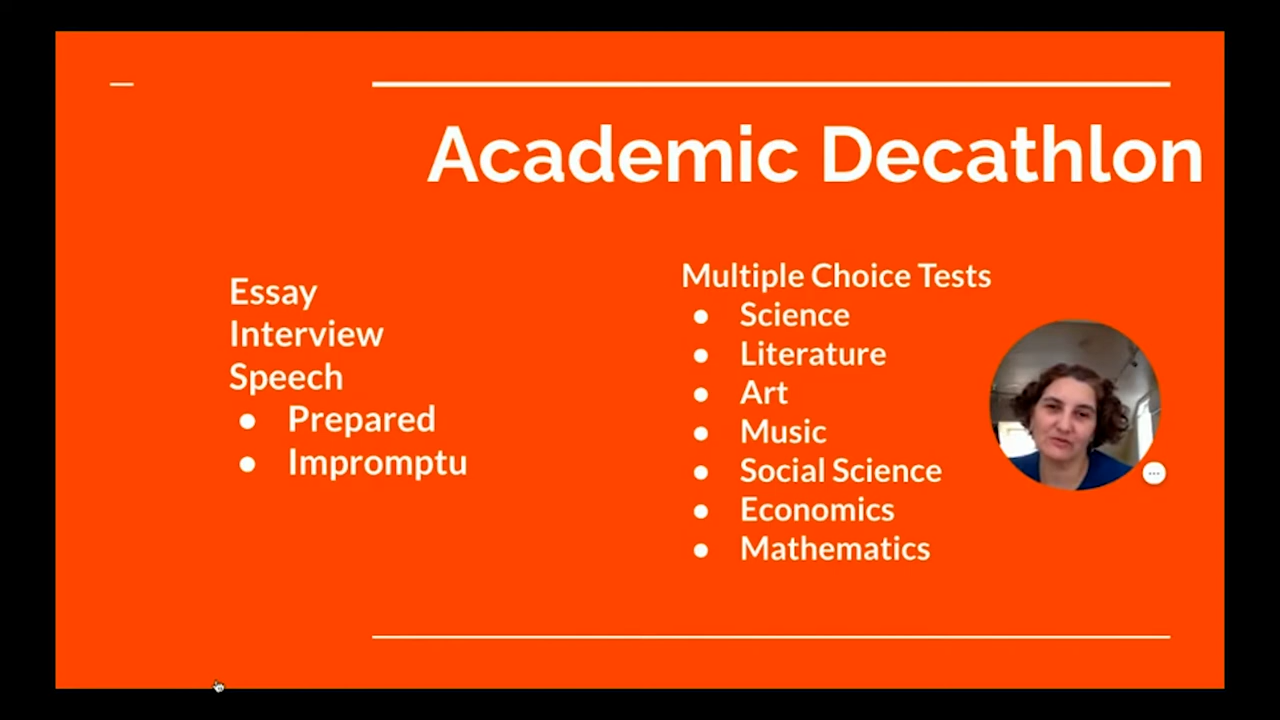 Academic Decathlon
Essay
Interview
Speech
● Prepared
● Impromptu
Multiple Choice Tests
● Science
● Literature
● Art
● Music
● Social Science
● Economics
● Mathematics